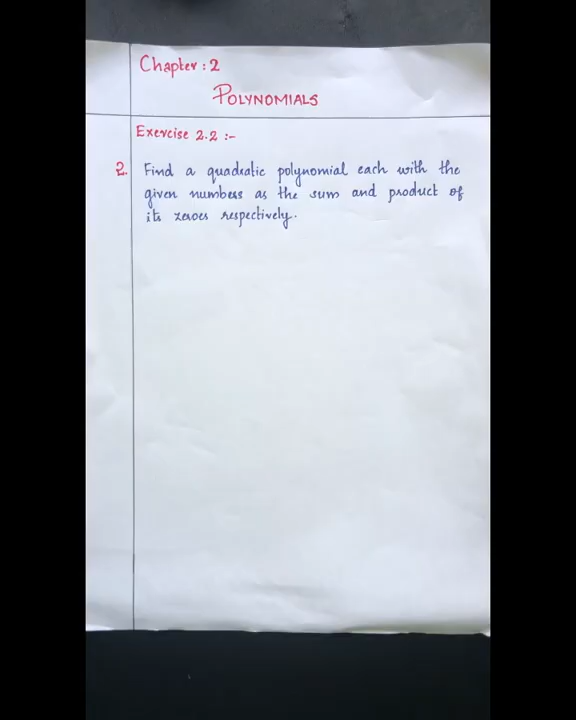 Chapter : 2
POLYNOMIALS
Exercise 2.2 :-
2. Find a quadratic polynomial each with the
given numbers as the sum and product of
its zeroes respectively.